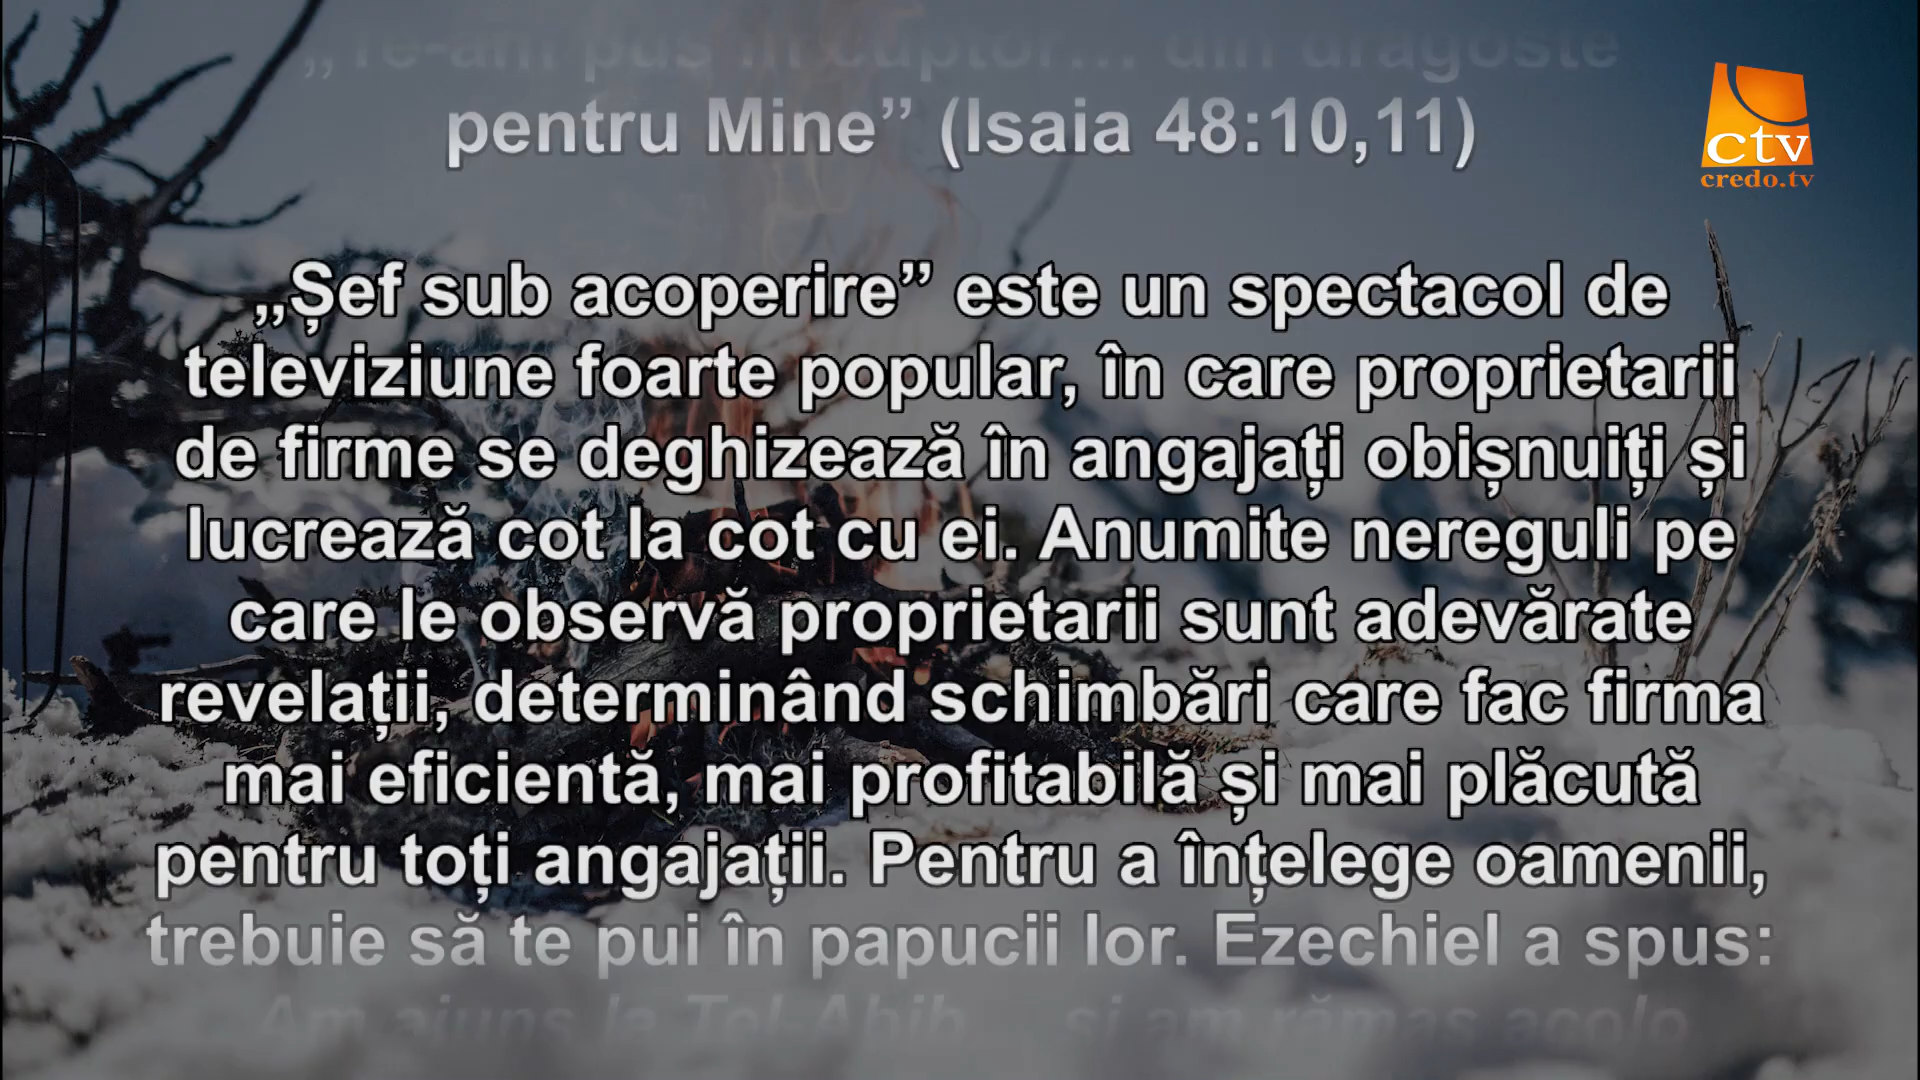 „Te-am pus în cuptor... din dragoste
pentru Mine” (Isaia 48:10,11)
ctv
credo.tv
„Șef sub acoperire” este un spectacol de
televiziune foarte popular, în care proprietarii
de firme se deghizează în angajați obișnuiți și
lucrează cot la cot cu ei. Anumite nereguli pe
care le observă proprietarii sunt adevărate
revelații, determinând schimbări care fac firma
mai eficientă, mai profitabilă și mai plăcută
pentru toți angajații. Pentru a înțelege oamenii,
trebuie să te pui în papucii lor. Ezechiel a spus:
Am ajuns la Tel-Abib... și am rămas acolo